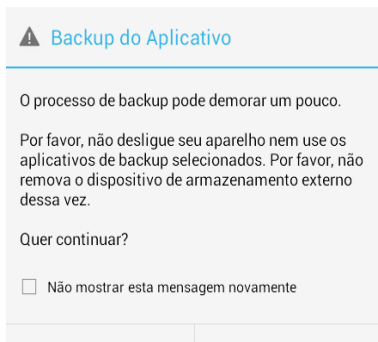 Backup do Aplicativo
O processo de backup pode demorar um pouco.
Por favor, não desligue seu aparelho nem use os
aplicativos de backup selecionados. Por favor, não
remova o dispositivo de armazenamento externo
dessa vez.
Quer continuar?
Não mostrar esta mensagem novamente